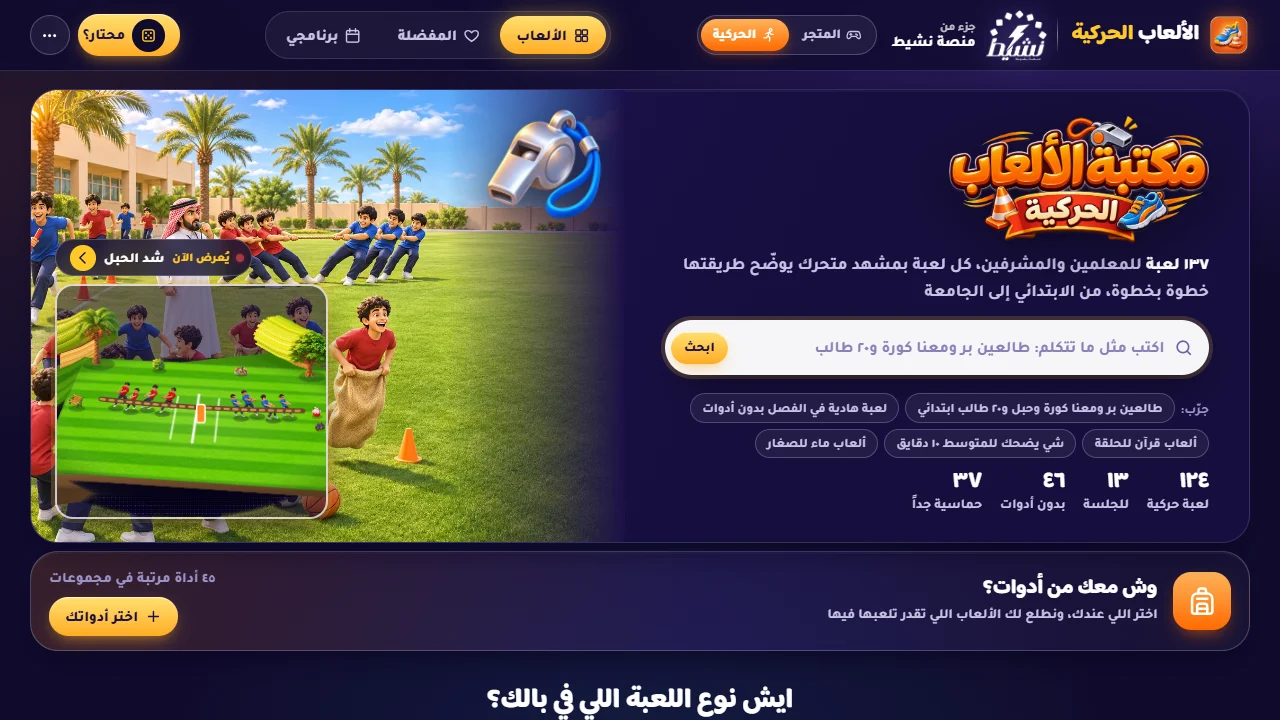 الألعاب الحركية
جزء من
منصة نشيط
نشيط
المتجر
الحركية
الألعاب
المفضلة
برنامجي
محتار؟
مكتبة الألعاب
الحركية
١٣٧ لعبة للمعلمين والمشرفين، كل لعبة بمشهد متحرك يوضّح طريقتها
خطوة بخطوة، من الابتدائي إلى الجامعة
اكتب مثل ما تتكلم: طالعين بر ومعنا كورة و٢٠ طالب
ابحث
جرّب:
طالعين بر ومعنا كورة وحبل و٢٠ طالب ابتدائي
لعبة هادية في الفصل بدون أدوات
ألعاب قرآن للحلقة
شي يضحك للمتوسط ١٠ دقايق
ألعاب ماء للصغار
١٢٤
لعبة حركية
١٣
للجلسة
٤٦
بدون أدوات
٣٧
حماسية جداً
يُعرض الآن
شد الحبل
وش معك من أدوات؟
اختر اللي عندك، ونطلع لك الألعاب اللي تقدر تلعبها فيها
٤٥ أداة مرتبة في مجموعات
اختر أدواتك
ايش نوع اللعبة اللي في بالك؟